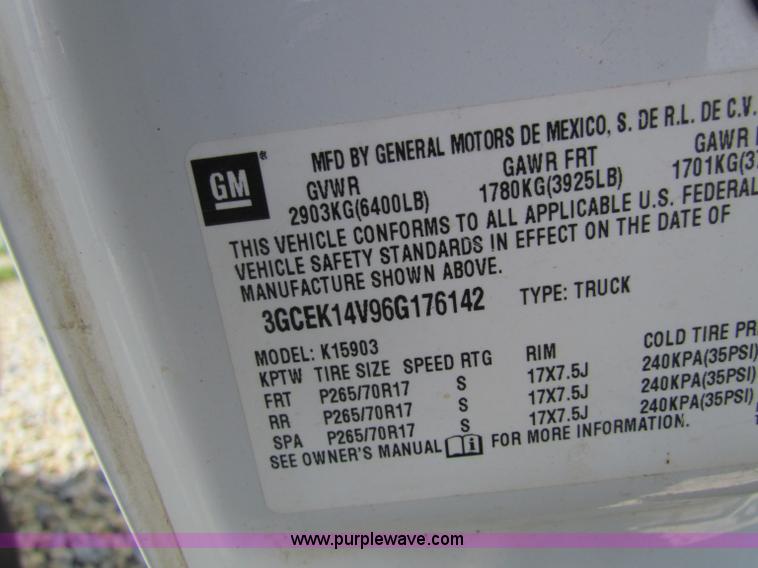 MFD BY GENERAL MOTORS DE MEXICO, S. DE R.L. DE C.V.
GM ®
GVWR GAWR FRT GAWR
2903KG(6400LB) 1780KG(3925LB) 1701KG(37
THIS VEHICLE CONFORMS TO ALL APPLICABLE U.S. FEDERAL
VEHICLE SAFETY STANDARDS IN EFFECT ON THE DATE OF
MANUFACTURE SHOWN ABOVE.
3GCEK14V96G176142 TYPE: TRUCK
MODEL: K15903
KPTW TIRE SIZE SPEED RTG RIM COLD TIRE PR
FRT P265/70R17 S 17X7.5J 240KPA(35PSI)
RR P265/70R17 S 17X7.5J 240KPA(35PSI)
SPA P265/70R17 S 17X7.5J 240KPA(35PSI)
SEE OWNER'S MANUAL i FOR MORE INFORMATION.
www.purplewave.com